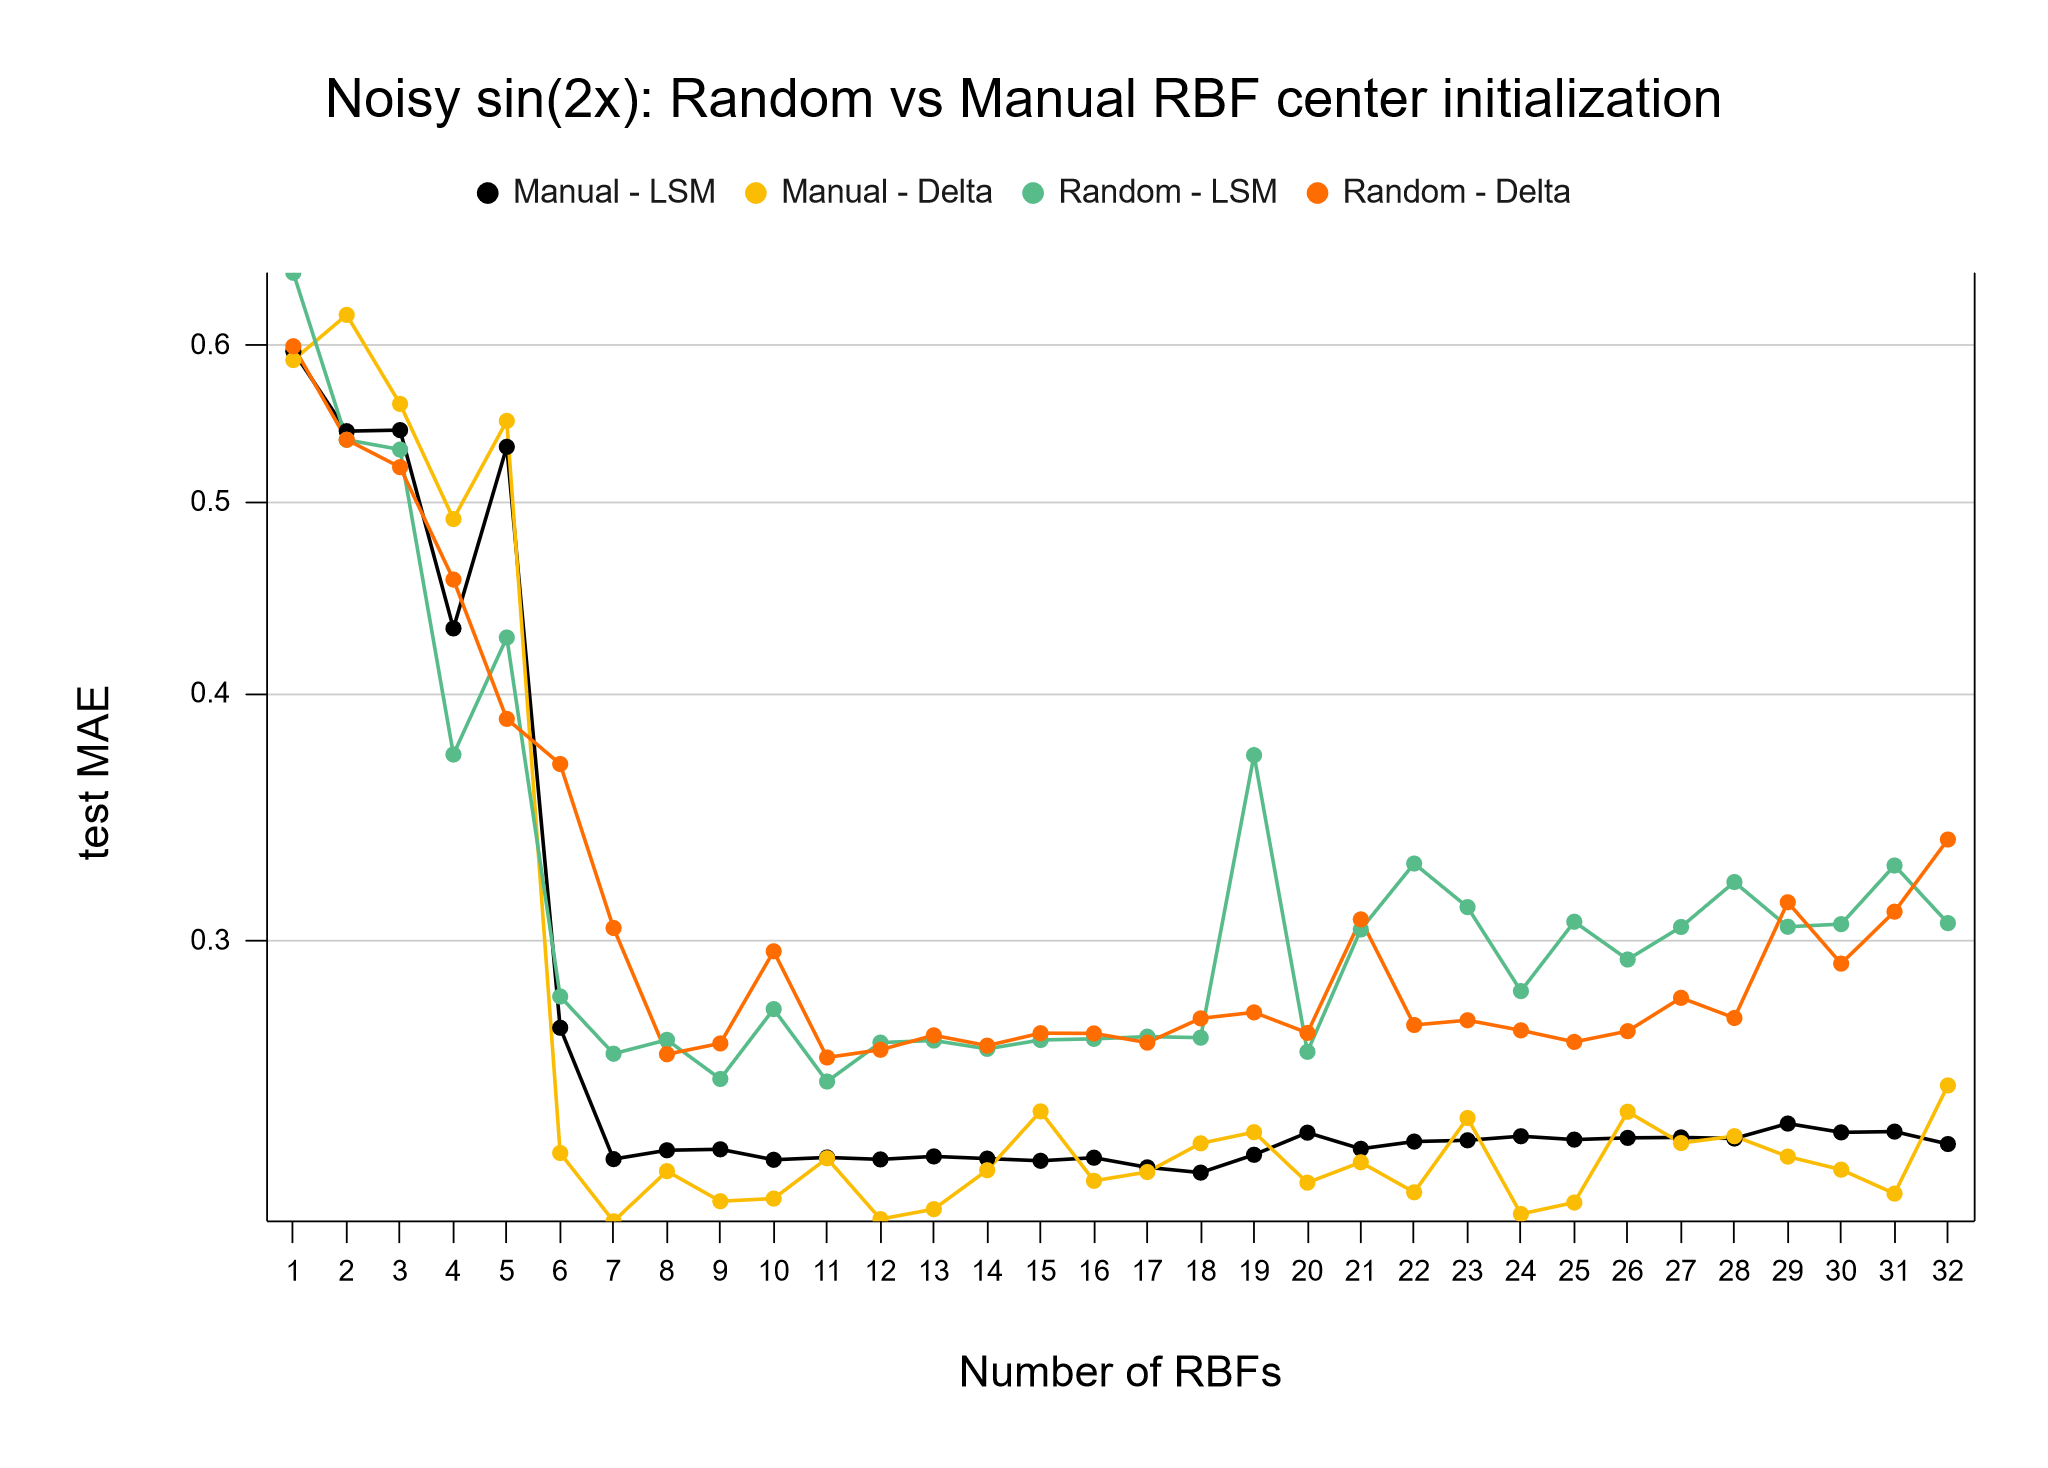 Noisy sin(2x): Random vs Manual RBF center initialization
Manual - LSM Manual - Delta Random - LSM Random - Delta
0.6
0.5
0.4
0.3
test MAE
1 2 3 4 5 6 7 8 9 10 11 12 13 14 15 16 17 18 19 20 21 22 23 24 25 26 27 28 29 30 31 32
Number of RBFs